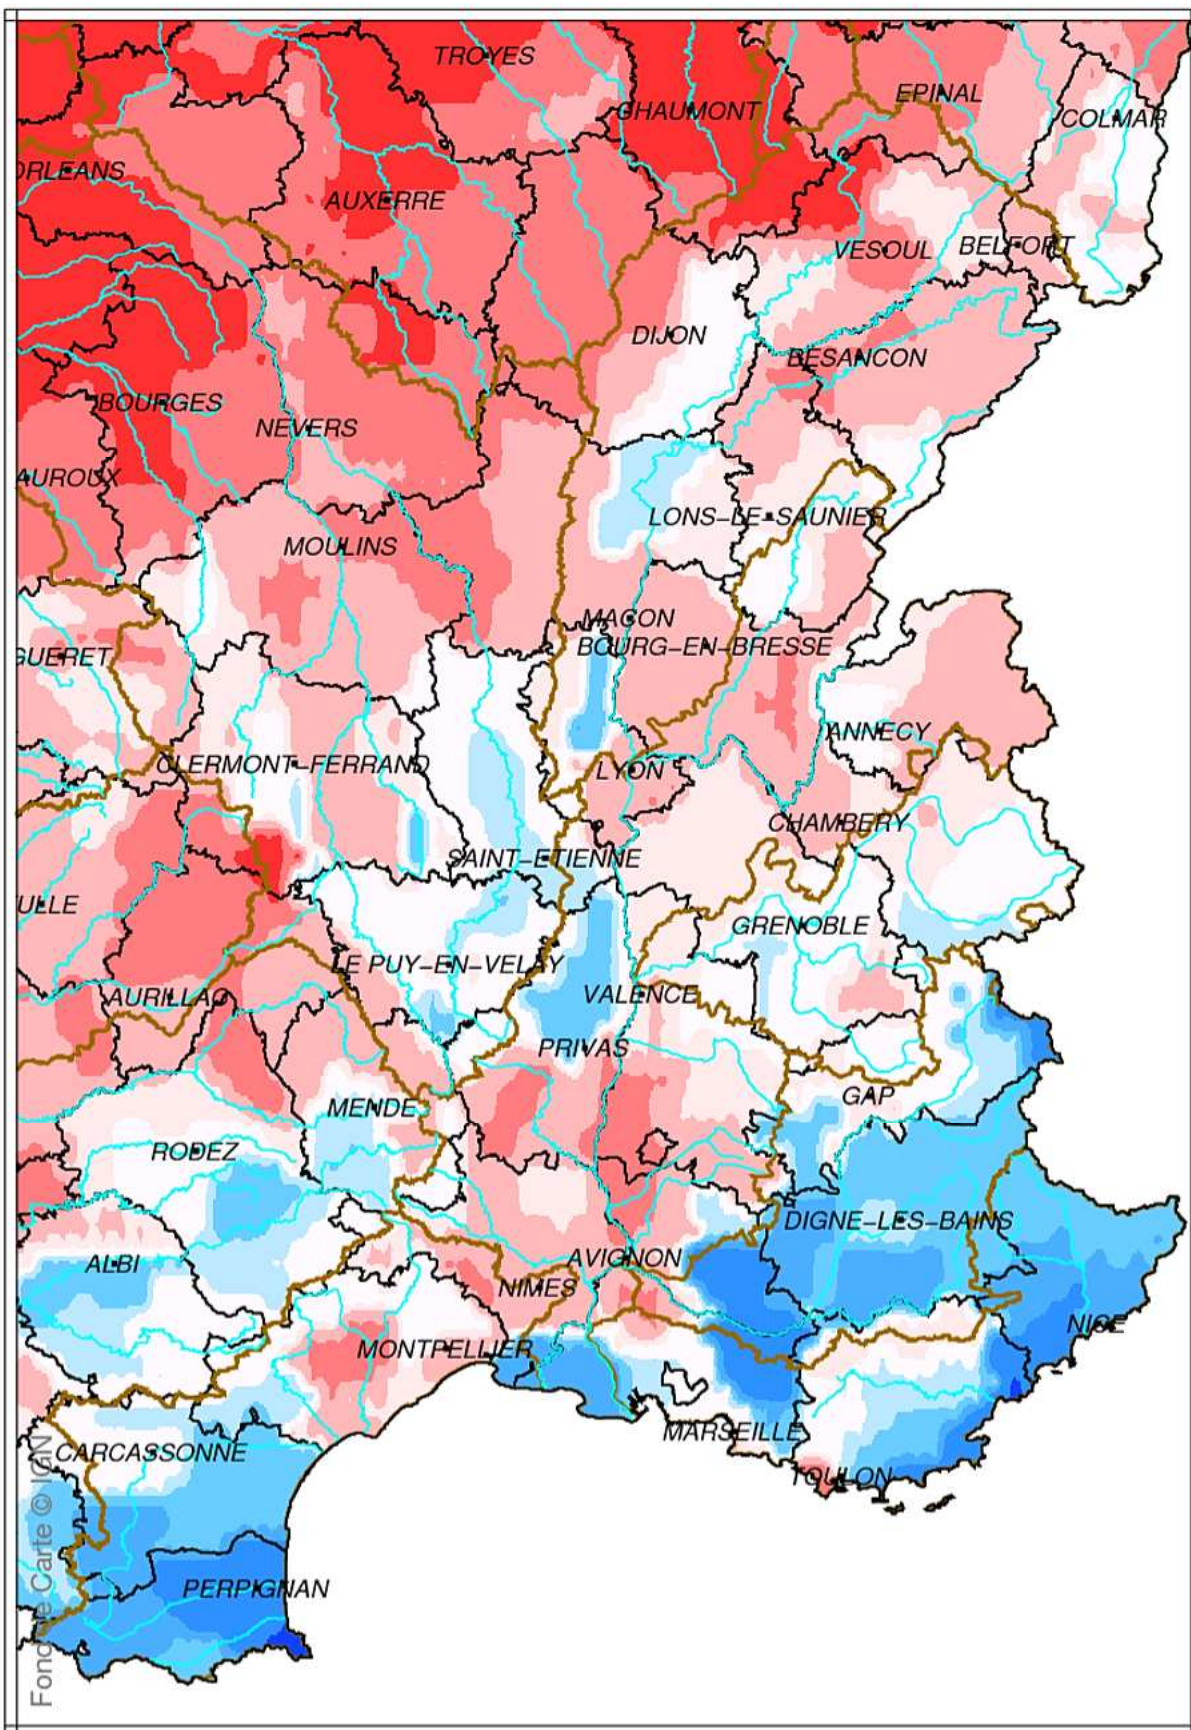 TROYES
EPINAL
CHAUMONT
COLMAR
ORLEANS
AUXERRE
VESOUL
BELFORT
DIJON
BESANCON
BOURGES
NEVERS
AUROUX
LONS-LE-SAUNIER
MOULINS
MACON
BOURG-EN-BRESSE
GUERET
ANNECY
CLERMONT-FERRAND
LYON
CHAMBERY
SAINT-ETIENNE
ULLE
GRENOBLE
LE PUY-EN-VELAY
VALENCE
AURILLAC
PRIVAS
GAP
MENDE
RODEZ
DIGNE-LES-BAINS
AVIGNON
ALBI
NIMES
NICE
MONTPELLIER
MARSEILLE
CARCASSONNE
TOULON
PERPIGNAN
Fond de Carte © IGN